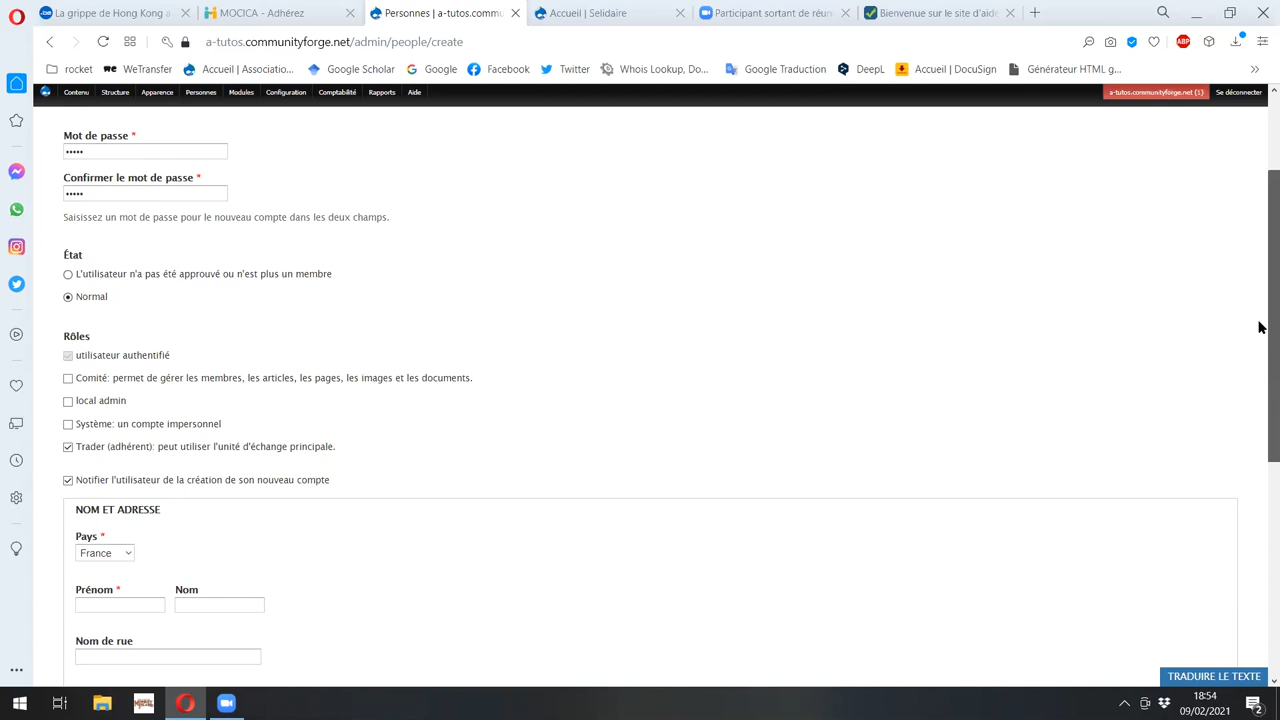 La grippe de Hong Kong a
MOCICA - Adhérez
Personnes | a-tutos.commu
Accueil | Selidaire
Participant sortant de réun
Bienvenue sur le site d'aide
a-tutos.communityforge.net/admin/people/create
ABP
rocket
WeTransfer
Accueil | Associatio...
Google Scholar
Google
Facebook
Twitter
Whois Lookup, Do...
Google Traduction
DeepL
Accueil | DocuSign
Générateur HTML g...
Contenu
Structure
Apparence
Personnes
Modules
Configuration
Comptabilité
Rapports
Aide
a-tutos.communityforge.net (1)
Se déconnecter
Mot de passe *
•••••
Confirmer le mot de passe *
•••••
Saisissez un mot de passe pour le nouveau compte dans les deux champs.
État
L'utilisateur n'a pas été approuvé ou n'est plus un membre
Normal
Rôles
utilisateur authentifié
Comité: permet de gérer les membres, les articles, les pages, les images et les documents.
local admin
Système: un compte impersonnel
Trader (adhérent): peut utiliser l'unité d'échange principale.
Notifier l'utilisateur de la création de son nouveau compte
NOM ET ADRESSE
Pays *
France
Prénom * Nom
Nom de rue
TRADUIRE LE TEXTE
18:54
09/02/2021
2